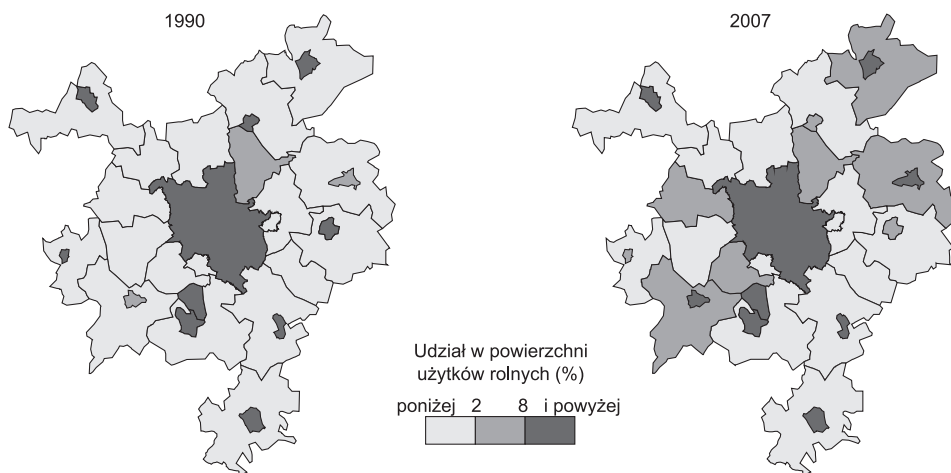 1990
2007
Udział w powierzchni
użytków rolnych (%)
poniżej 2 8 i powyżej